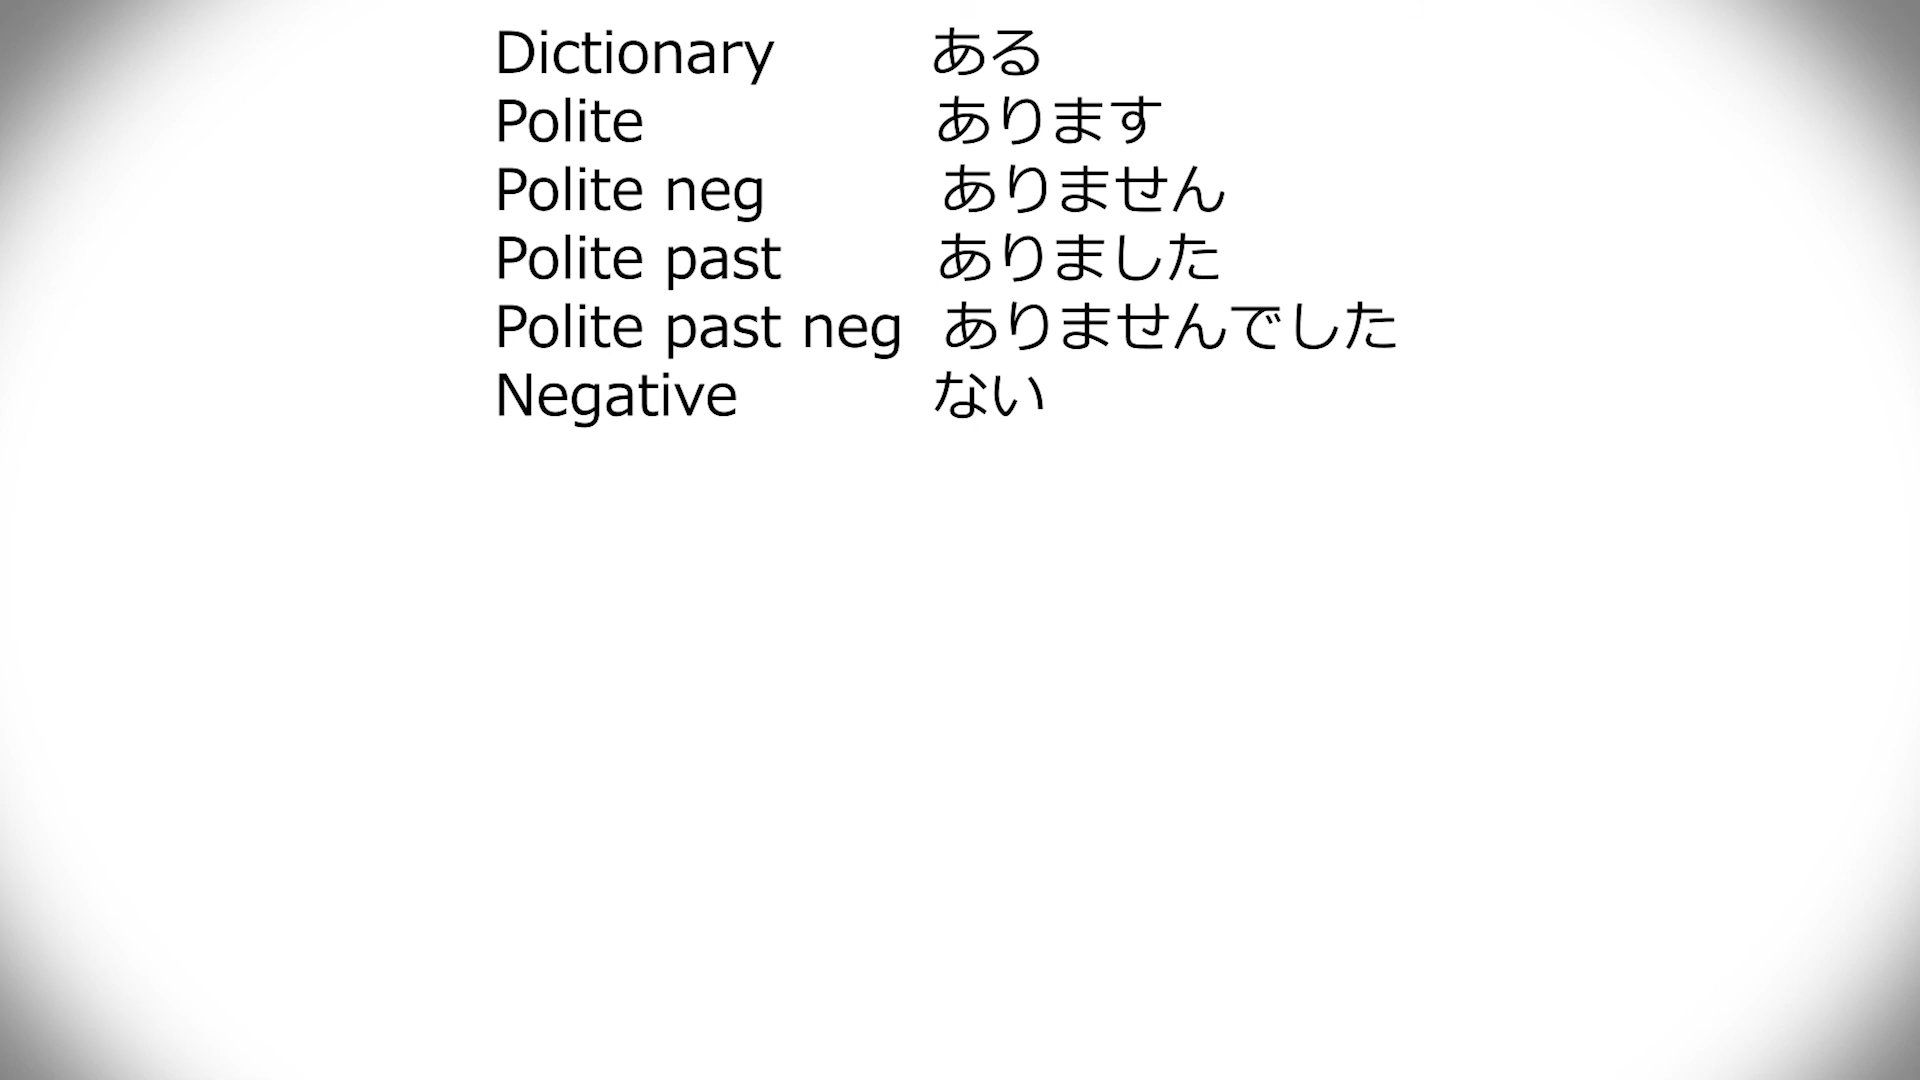 Dictionary ある
Polite あります
Polite neg ありません
Polite past ありました
Polite past neg ありませんでした
Negative ない